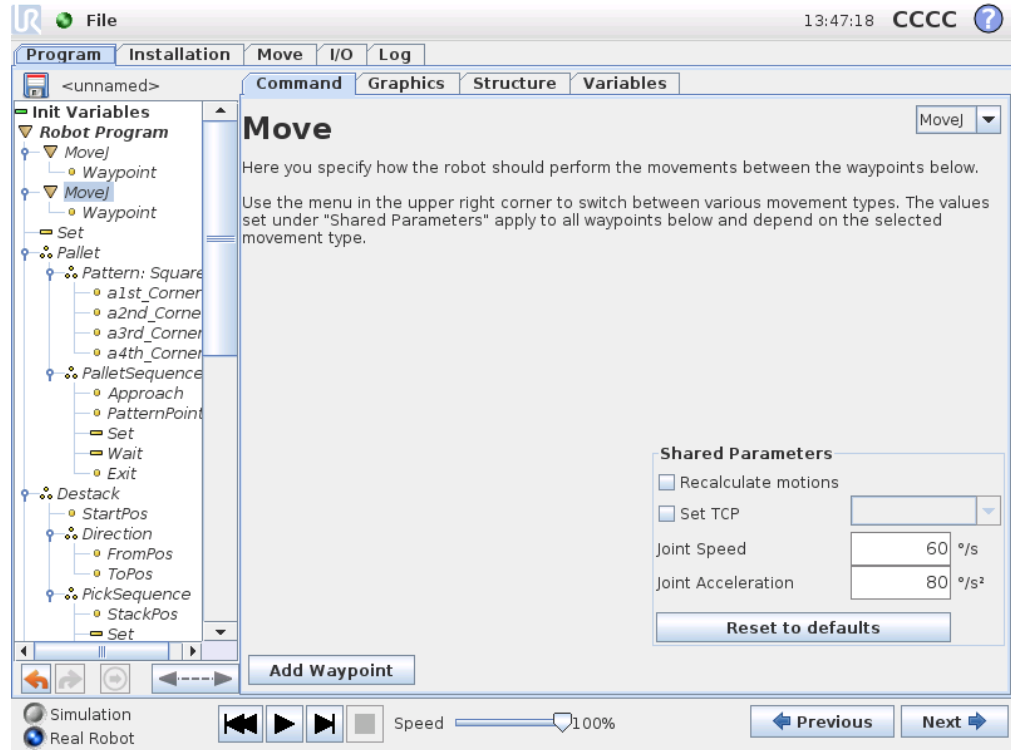 UR File 13:47:18 CCCC ?
Program Installation Move I/O Log
<unnamed>
Command Graphics Structure Variables
Init Variables
Robot Program
MoveJ
Waypoint
MoveJ
Waypoint
Set
Pallet
Pattern: Square
a1st_Corner
a2nd_Corne
a3rd_Corner
a4th_Corner
PalletSequence
Approach
PatternPoint
Set
Wait
Exit
Destack
StartPos
Direction
FromPos
ToPos
PickSequence
StackPos
Set
Move
MoveJ
Here you specify how the robot should perform the movements between the waypoints below.
Use the menu in the upper right corner to switch between various movement types. The values
set under "Shared Parameters" apply to all waypoints below and depend on the selected
movement type.
Shared Parameters
Recalculate motions
Set TCP
Joint Speed 60 °/s
Joint Acceleration 80 °/s²
Reset to defaults
Add Waypoint
Simulation
Real Robot
Speed 100%
Previous Next